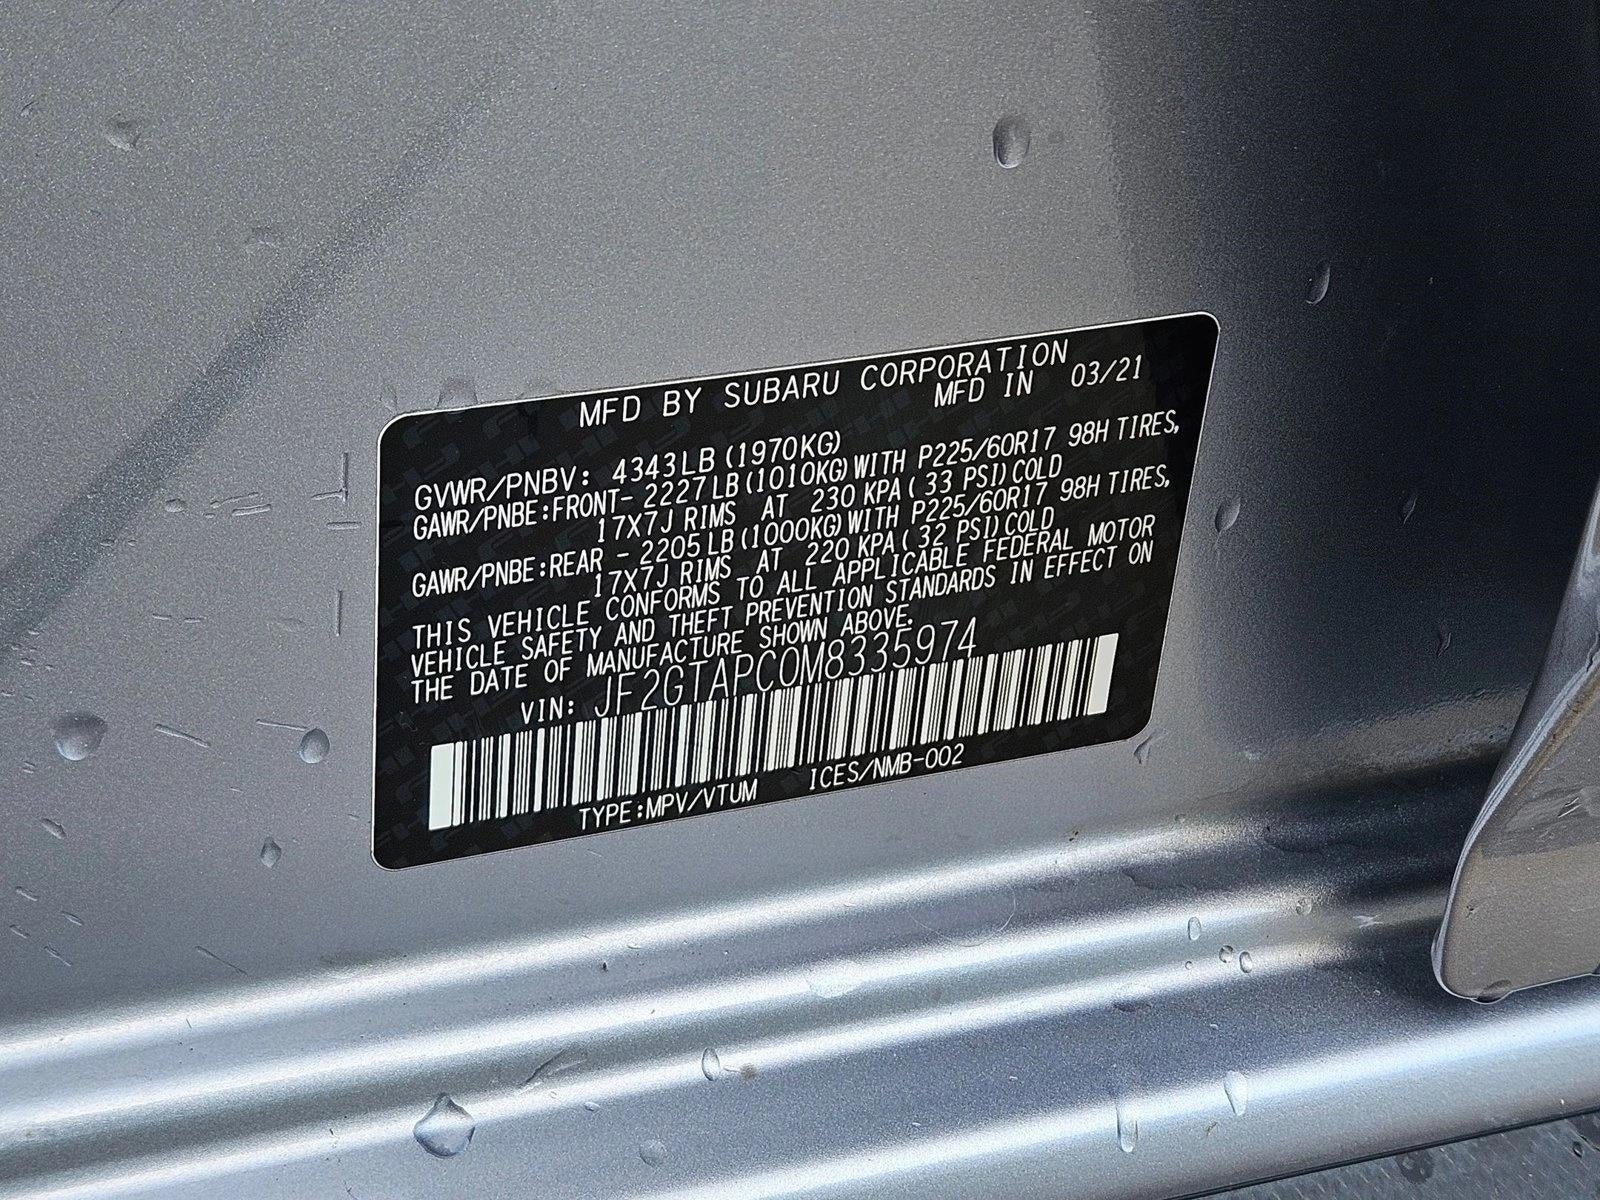 MFD BY SUBARU CORPORATION
MFD IN 03/21
GVWR/PNBV: 4343LB (1970KG)
GAWR/PNBE:FRONT- 2227LB (1010KG) WITH P225/60R17 98H TIRES,
17X7J RIMS AT 230 KPA( 33 PSI) COLD
GAWR/PNBE:REAR - 2205LB (1000KG) WITH P225/60R17 98H TIRES,
17X7J RIMS AT 220 KPA( 32 PSI) COLD
THIS VEHICLE CONFORMS TO ALL APPLICABLE FEDERAL MOTOR
VEHICLE SAFETY AND THEFT PREVENTION STANDARDS IN EFFECT ON
THE DATE OF MANUFACTURE SHOWN ABOVE.
VIN: JF2GTAPC0M8335974
TYPE:MPV/VTUM ICES/NMB-002